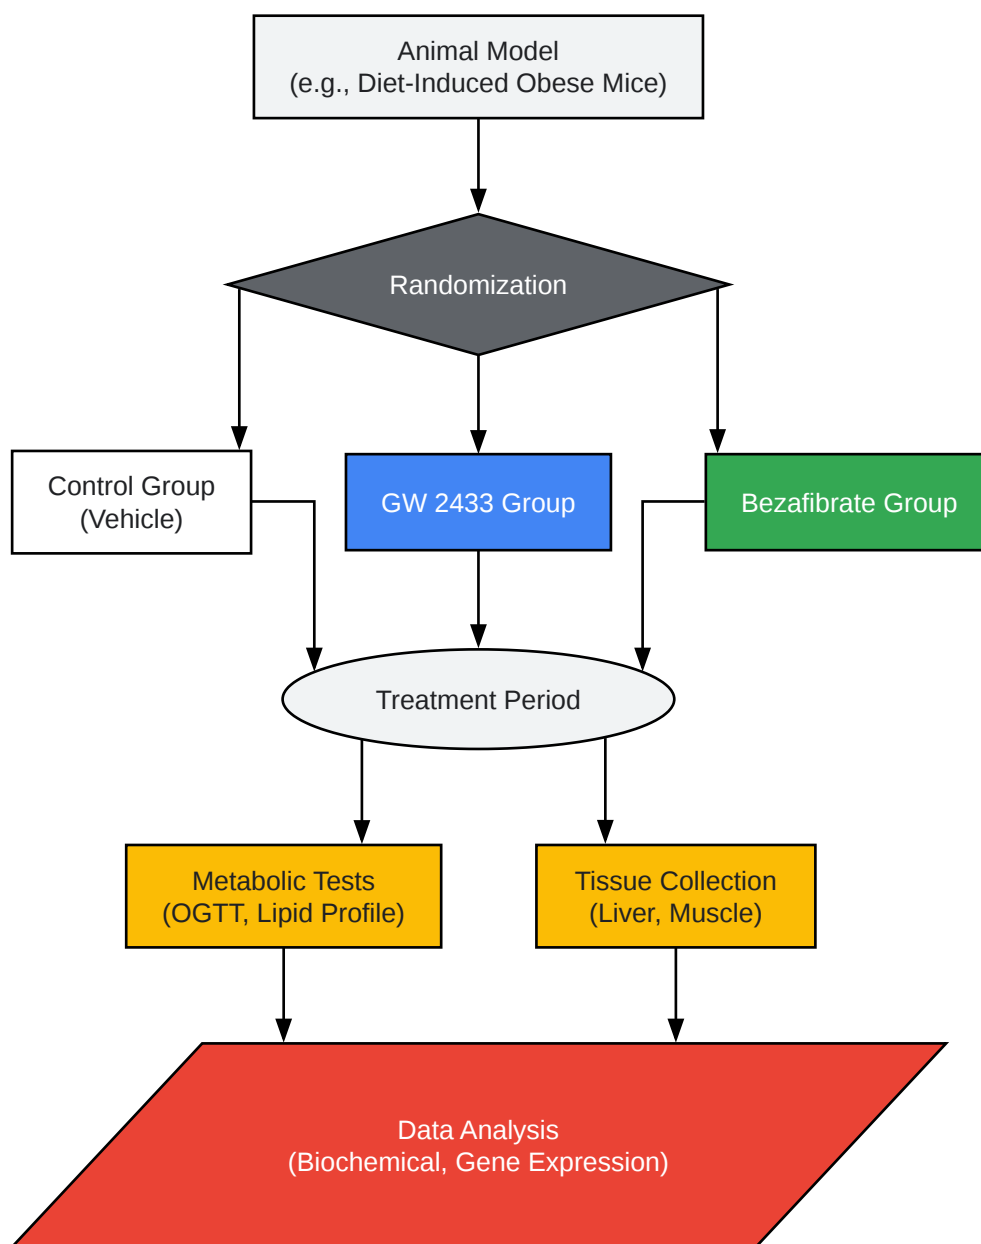 Animal Model
(e.g., Diet-Induced Obese Mice)
Randomization
Control Group
(Vehicle)
GW 2433 Group
Bezafibrate Group
Treatment Period
Metabolic Tests
(OGTT, Lipid Profile)
Tissue Collection
(Liver, Muscle)
Data Analysis
(Biochemical, Gene Expression)